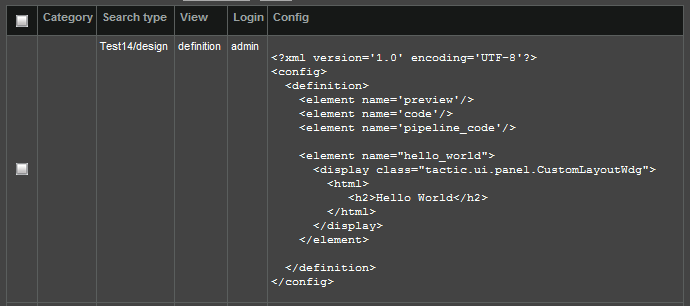 Category Search type View Login Config
Test14/design definition admin
<?xml version='1.0' encoding='UTF-8'?>
<config>
<definition>
<element name='preview'/>
<element name='code'/>
<element name='pipeline_code'/>
<element name="hello_world">
<display class="tactic.ui.panel.CustomLayoutWdg">
<html>
<h2>Hello World</h2>
</html>
</display>
</element>
</definition>
</config>